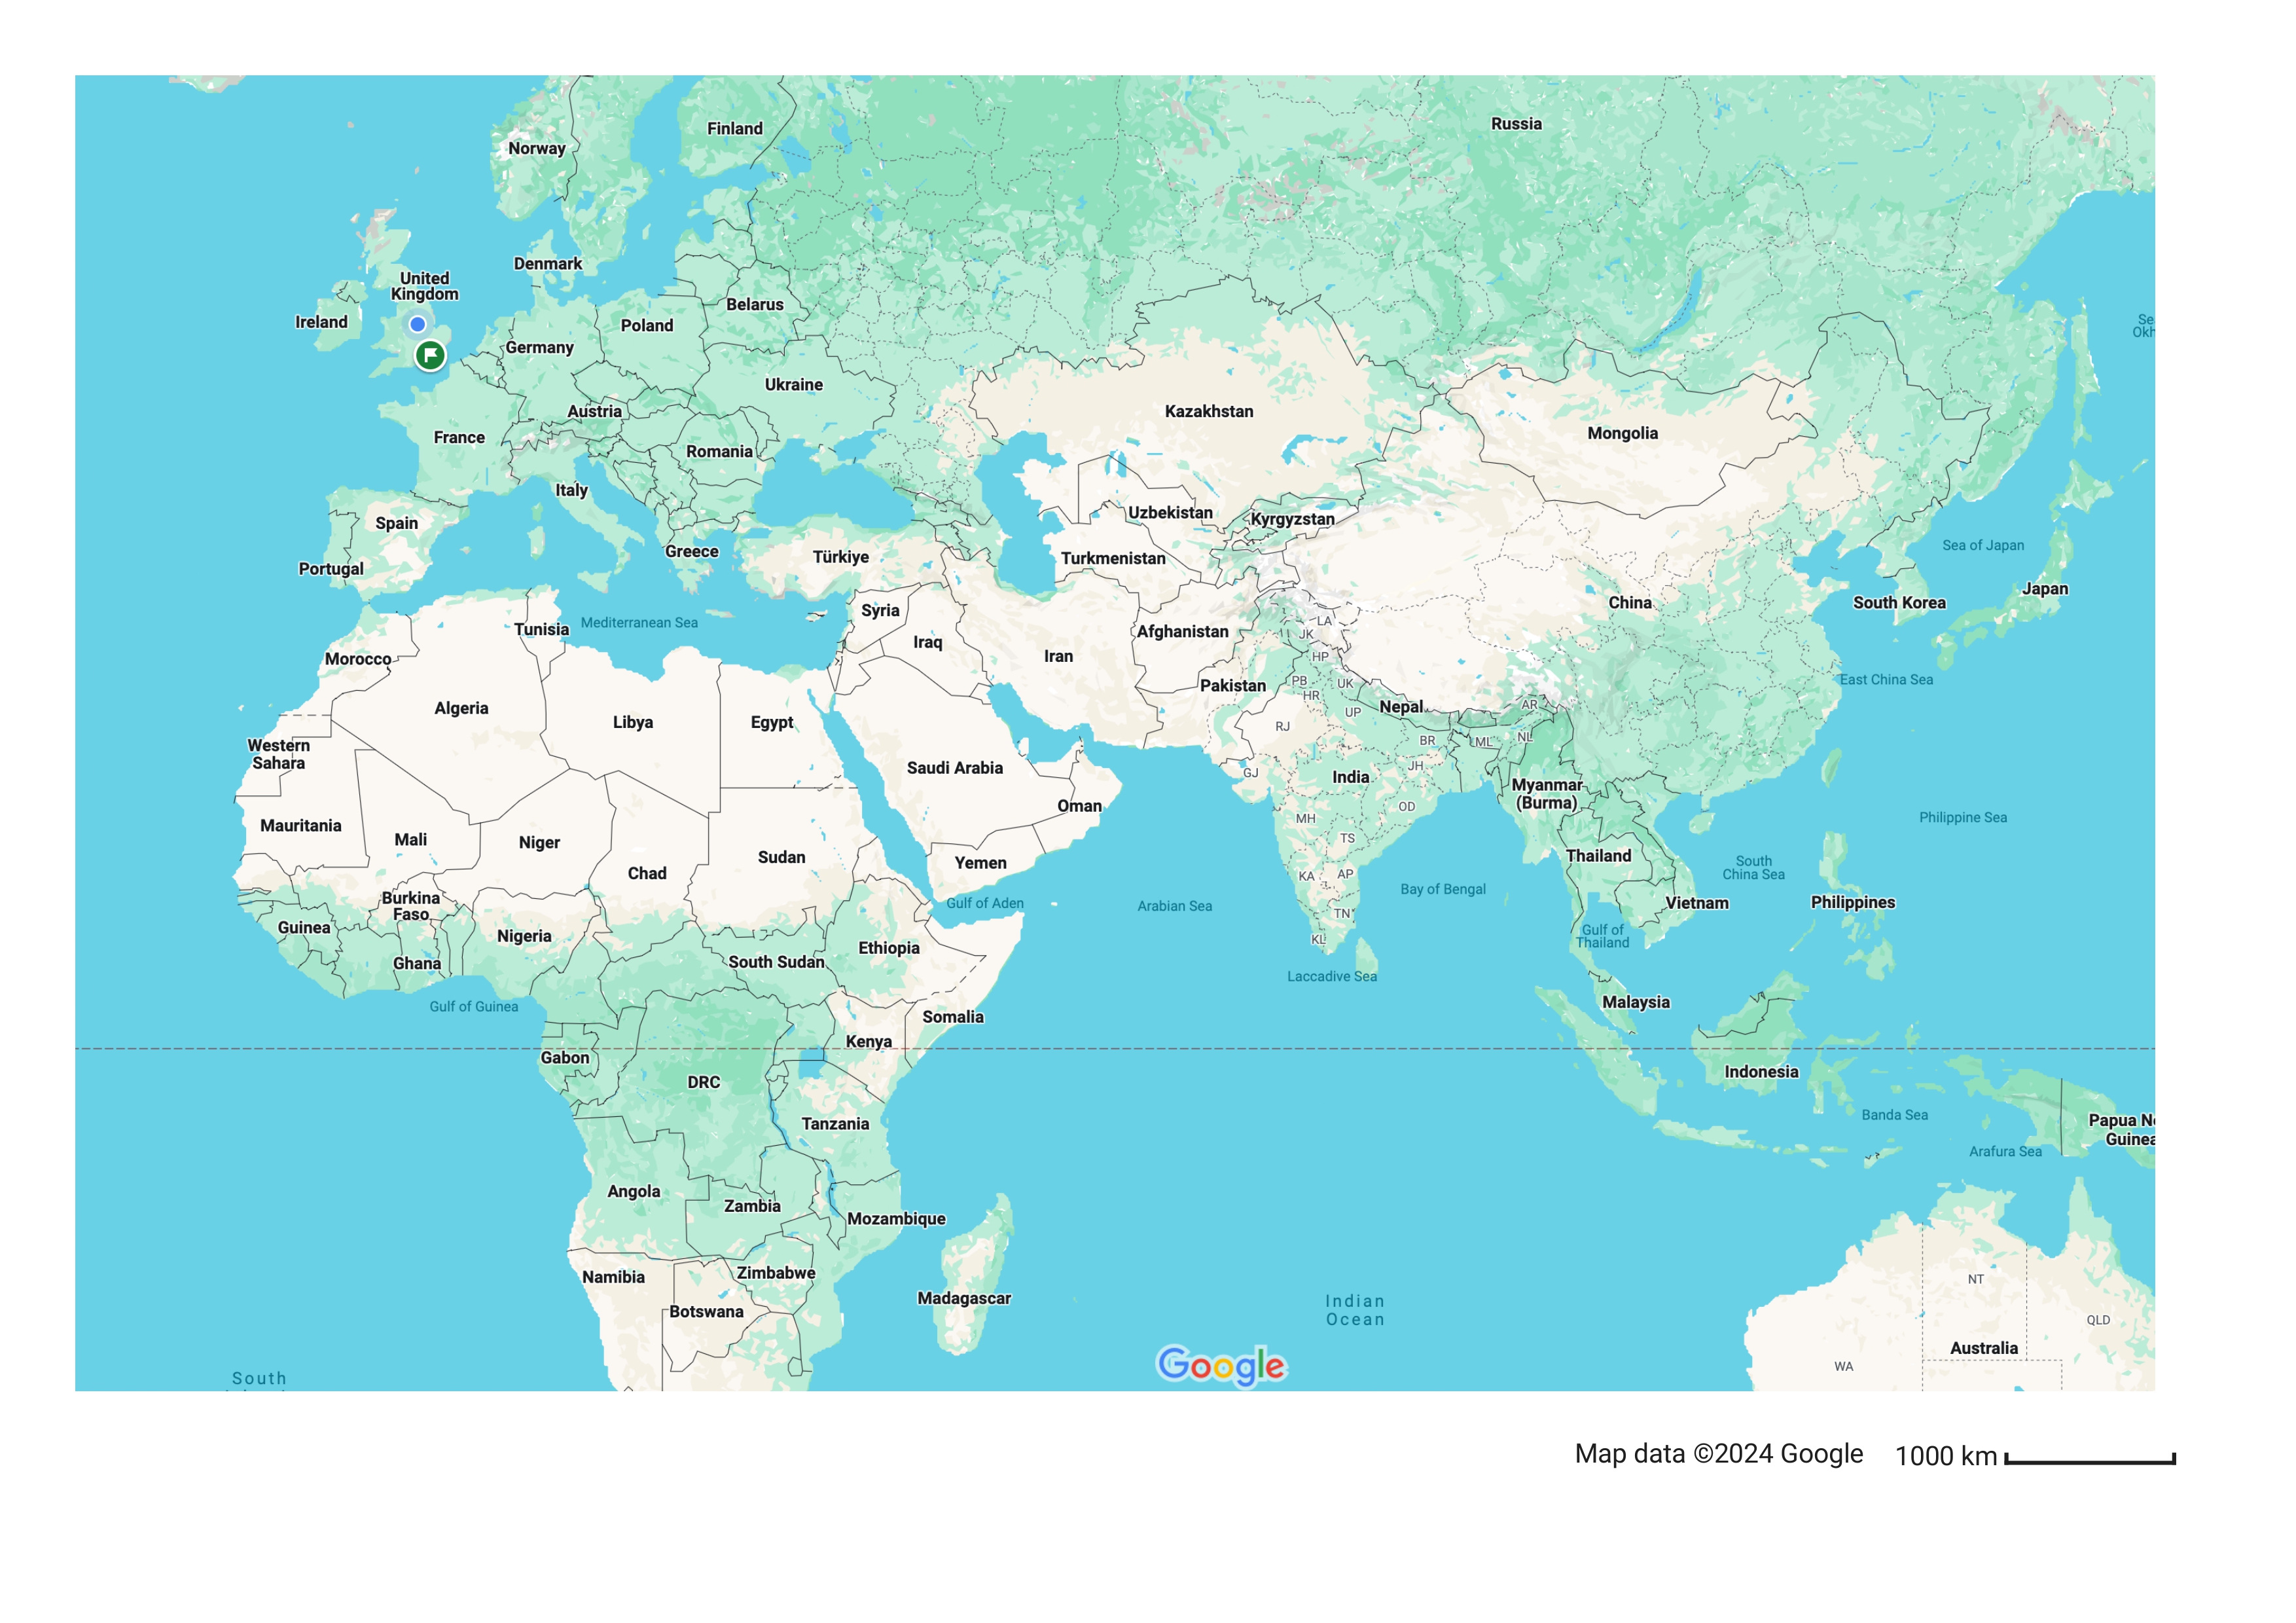 Finland
Russia
Norway
Denmark
United
Kingdom
Belarus
Ireland
Poland
Se
Okh
Germany
Ukraine
Austria
Kazakhstan
France
Mongolia
Romania
Italy
Spain
Uzbekistan
Kyrgyzstan
Greece
Türkiye
Turkmenistan
Sea of Japan
Portugal
Japan
Syria
China
South Korea
Tunisia
Mediterranean Sea
LA
Afghanistan
JK
Iraq
Morocco
Iran
HP
PB
UK
Pakistan
East China Sea
HR
Algeria
Nepal
AR
UP
Libya
Egypt
RJ
NL
BR
ML
Western
Sahara
Saudi Arabia
JH
GJ
India
Myanmar
(Burma)
Oman
OD
MH
Philippine Sea
Mauritania
Mali
Niger
TS
Sudan
Thailand
Yemen
South
China Sea
Chad
KA
AP
Bay of Bengal
Burkina
Faso
Gulf of Aden
Arabian Sea
Vietnam
Philippines
TN
Guinea
Nigeria
Gulf of
Thailand
KL
Ethiopia
Ghana
South Sudan
Laccadive Sea
Gulf of Guinea
Malaysia
Somalia
Kenya
Gabon
Indonesia
DRC
Banda Sea
Tanzania
Papua Ne
Guinea
Arafura Sea
Angola
Zambia
Mozambique
Zimbabwe
Namibia
NT
Madagascar
Indian
Ocean
Botswana
QLD
Australia
Google
WA
South
Map data ©2024 Google 1000 km